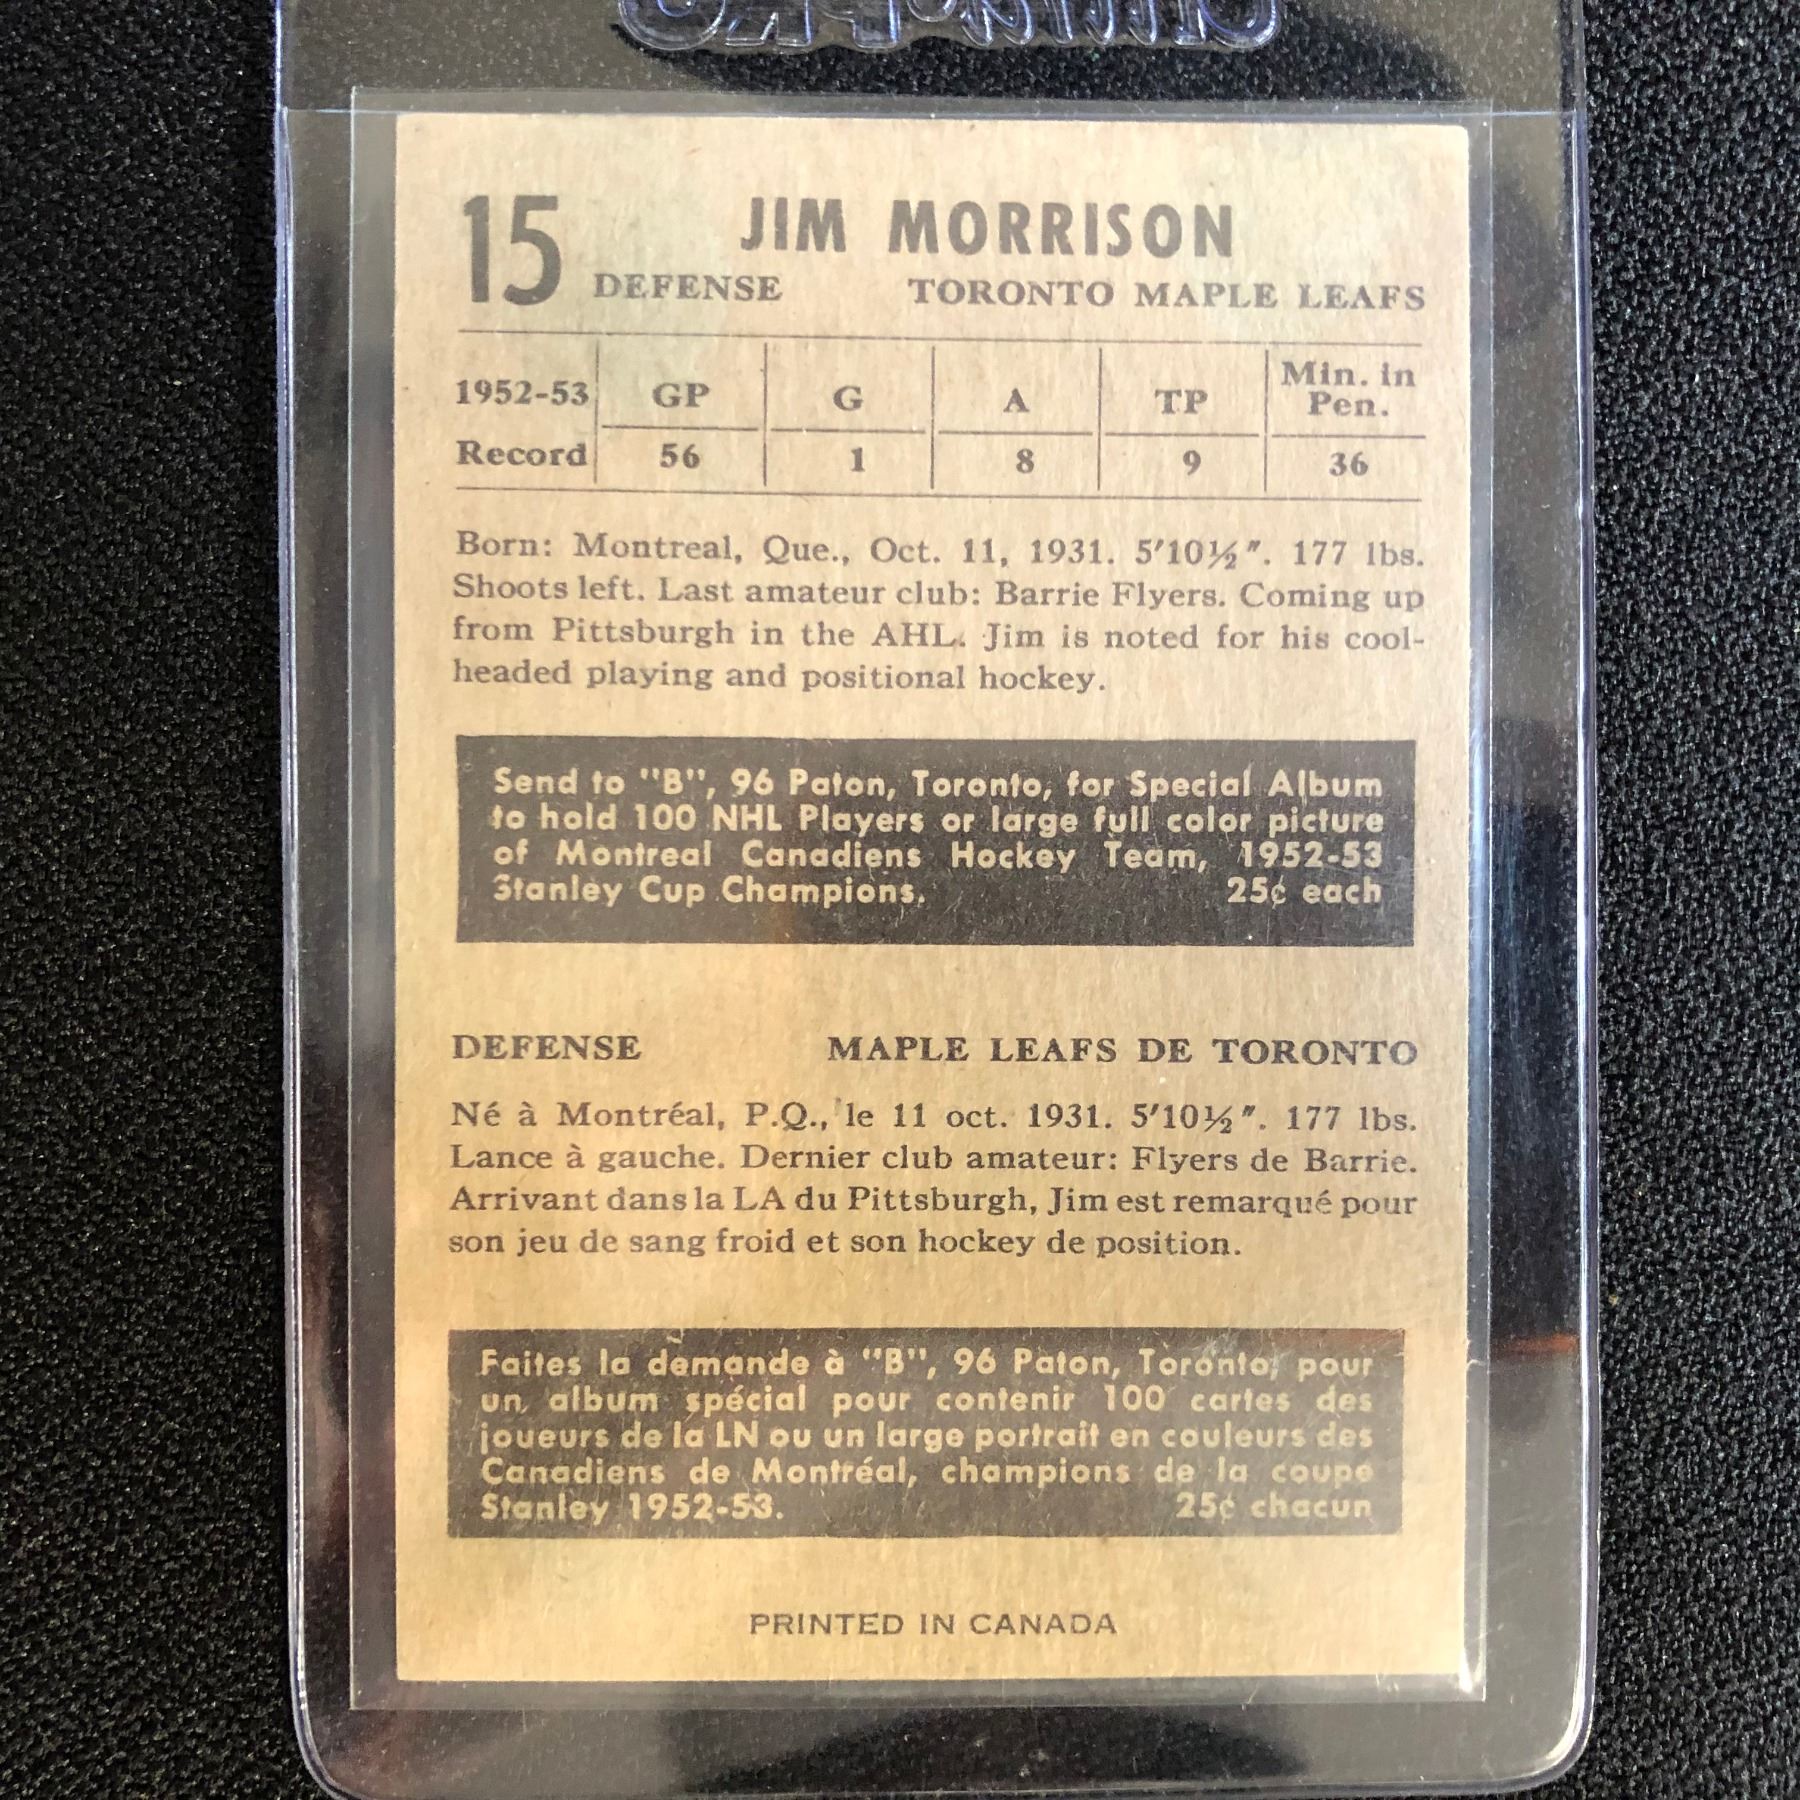 15 JIM MORRISON
DEFENSE TORONTO MAPLE LEAFS
1952-53 GP G A TP Min. in Pen.
Record 56 1 8 9 36
Born: Montreal, Que., Oct. 11, 1931. 5'10½". 177 lbs.
Shoots left. Last amateur club: Barrie Flyers. Coming up
from Pittsburgh in the AHL. Jim is noted for his cool-
headed playing and positional hockey.
Send to "B", 96 Paton, Toronto, for Special Album
to hold 100 NHL Players or large full color picture
of Montreal Canadiens Hockey Team, 1952-53
Stanley Cup Champions. 25¢ each
DEFENSE MAPLE LEAFS DE TORONTO
Né à Montréal, P.Q., le 11 oct. 1931. 5'10½". 177 lbs.
Lance à gauche. Dernier club amateur: Flyers de Barrie.
Arrivant dans la LA du Pittsburgh, Jim est remarqué pour
son jeu de sang froid et son hockey de position.
Faites la demande à "B", 96 Paton, Toronto, pour
un album spécial pour contenir 100 cartes des
joueurs de la LN ou un large portrait en couleurs des
Canadiens de Montréal, champions de la coupe
Stanley 1952-53. 25¢ chacun
PRINTED IN CANADA